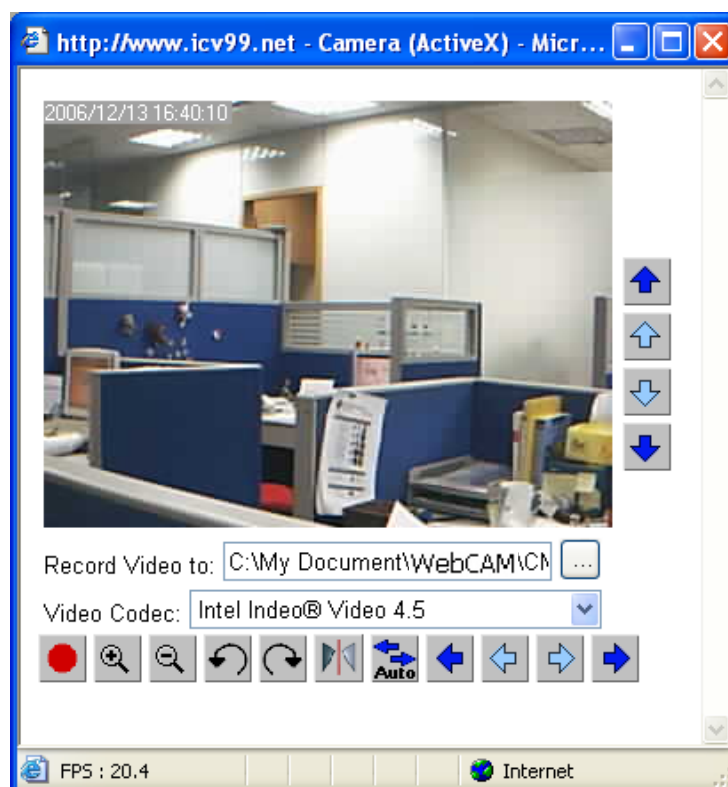 http://www.icv99.net - Camera (ActiveX) - Micr...
2006/12/13 16:40:10
Record Video to: C:\My Document\WebCAM\CN ...
Video Codec: Intel Indeo® Video 4.5
Auto
FPS : 20.4 Internet